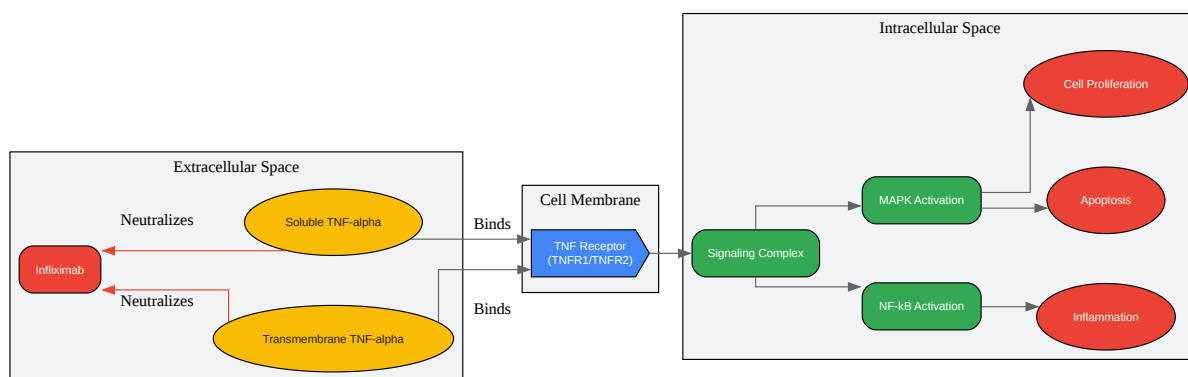 Intracellular Space
Cell Proliferation
Extracellular Space
Cell Membrane
MAPK Activation
Apoptosis
Neutralizes
Soluble TNF-alpha
Binds
Infliximab
TNF Receptor
(TNFR1/TNFR2)
Signaling Complex
Neutralizes
Binds
NF-kB Activation
Inflammation
Transmembrane TNF-alpha